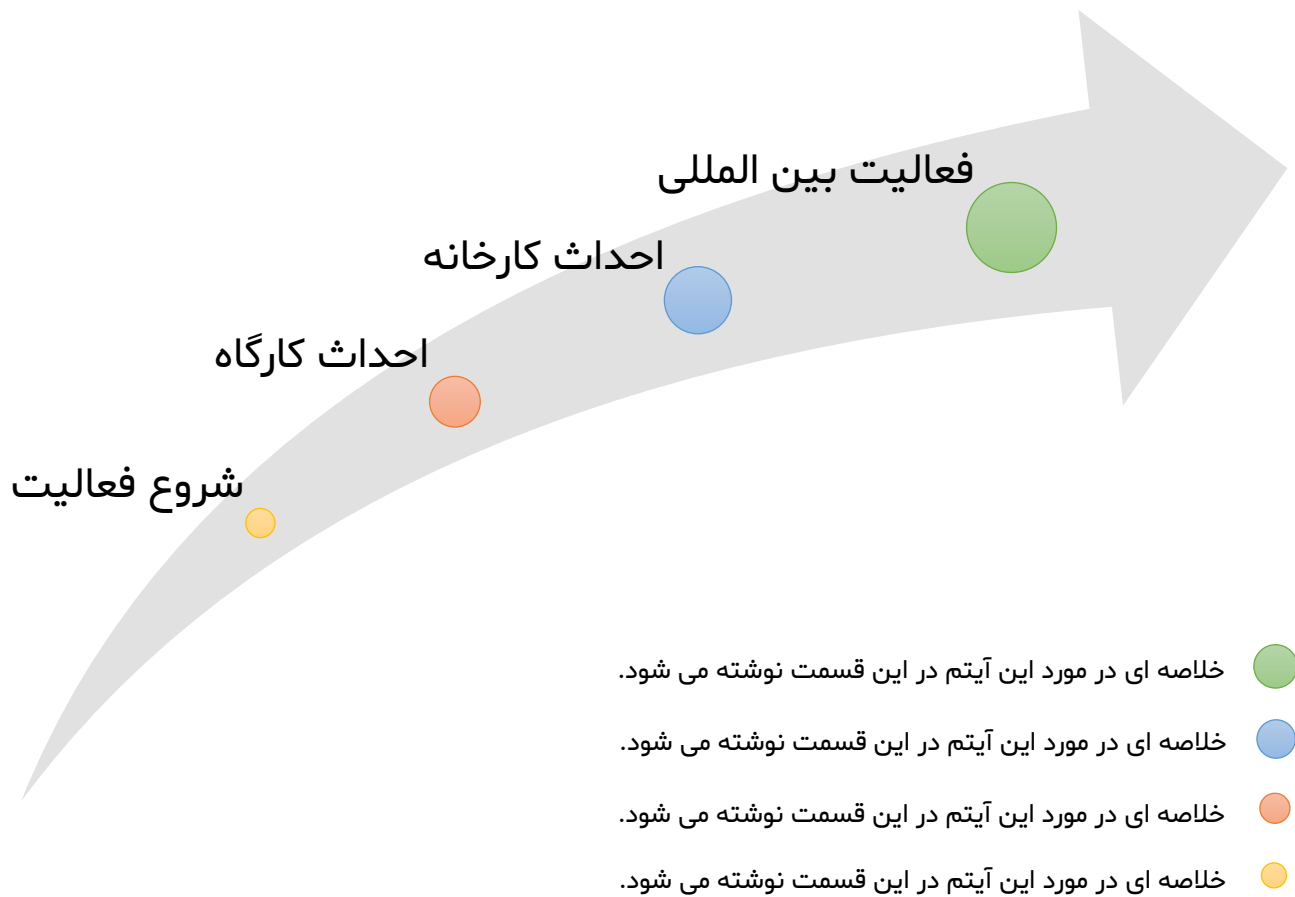 فعالیت بین المللی
احداث کارخانه
احداث کارگاه
شروع فعالیت
خلاصه ای در مورد این آیتم در این قسمت نوشته می شود.
خلاصه ای در مورد این آیتم در این قسمت نوشته می شود.
خلاصه ای در مورد این آیتم در این قسمت نوشته می شود.
خلاصه ای در مورد این آیتم در این قسمت نوشته می شود.